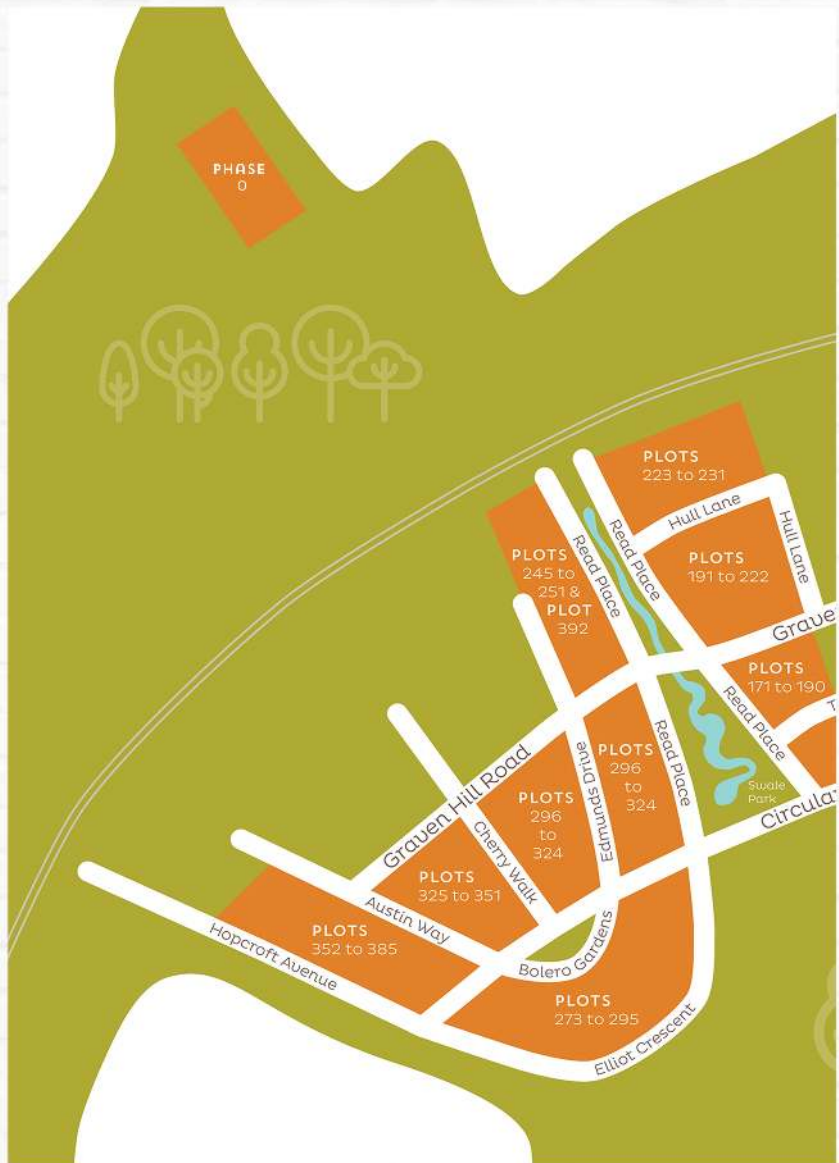 PHASE
0
PLOTS
223 to 231
Hull Lane
Hull Lane
PLOTS
245 to
251 &
PLOT
392
Read Place
Read Place
PLOTS
191 to 222
Grave
PLOTS
171 to 190
Read Place
T
Read Place
Graven Hill Road
Edmunds Drive
PLOTS
296
to
324
PLOTS
296
to
324
Swale
Park
Circular
Cherry Walk
PLOTS
325 to 351
Austin Way
PLOTS
352 to 385
Hopcroft Avenue
Bolero Gardens
PLOTS
273 to 295
Elliot Crescent